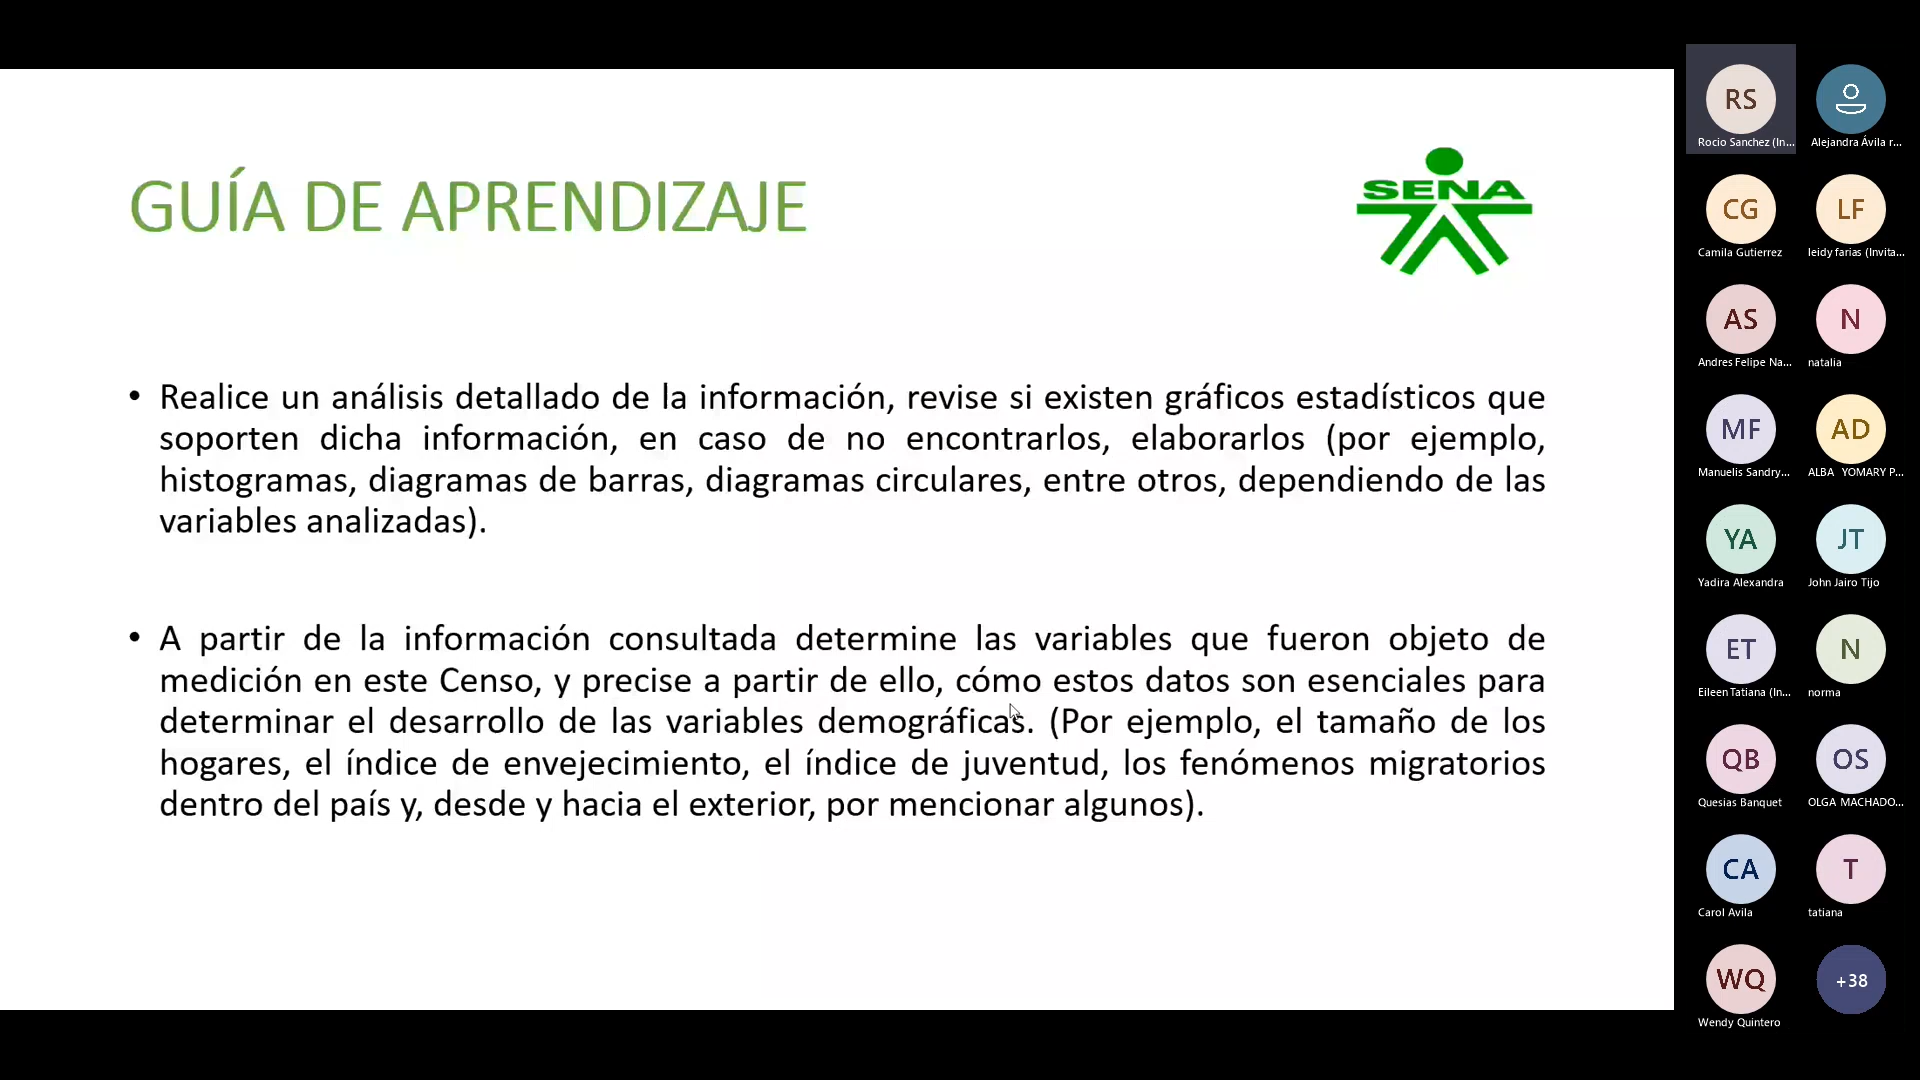 GUÍA DE APRENDIZAJE
SENA
• Realice un análisis detallado de la información, revise si existen gráficos estadísticos que
soporten dicha información, en caso de no encontrarlos, elaborarlos (por ejemplo,
histogramas, diagramas de barras, diagramas circulares, entre otros, dependiendo de las
variables analizadas).
• A partir de la información consultada determine las variables que fueron objeto de
medición en este Censo, y precise a partir de ello, cómo estos datos son esenciales para
determinar el desarrollo de las variables demográficas. (Por ejemplo, el tamaño de los
hogares, el índice de envejecimiento, el índice de juventud, los fenómenos migratorios
dentro del país y, desde y hacia el exterior, por mencionar algunos).
RS
Rocio Sanchez (In...
Alejandra Ávila r...
CG
Camila Gutierrez
LF
leidy farias (Invita...
AS
Andres Felipe Na...
N
natalia
MF
Manuelis Sandry...
AD
ALBA YOMARY P...
YA
Yadira Alexandra
JT
John Jairo Tijo
ET
Eileen Tatiana (In...
N
norma
QB
Quesias Banquet
OS
OLGA MACHADO...
CA
Carol Avila
T
tatiana
WQ
Wendy Quintero
+38